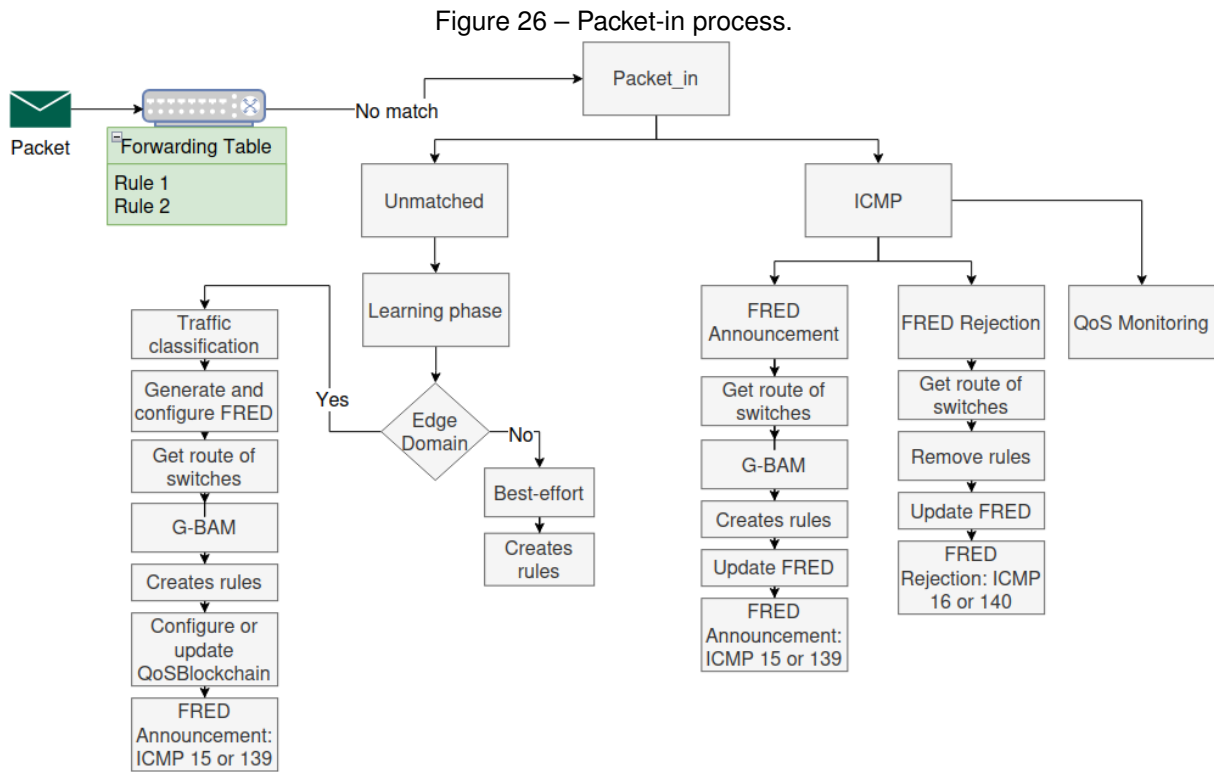 Figure 26 – Packet-in process.
Packet
No match
Forwarding Table
Rule 1
Rule 2
Packet_in
Unmatched
ICMP
Learning phase
Edge
Domain
Yes
No
Traffic
classification
Generate and
configure FRED
Get route of
switches
G-BAM
Creates rules
Configure or
update
QoSBlockchain
FRED
Announcement:
ICMP 15 or 139
Best-effort
Creates
rules
FRED
Announcement
Get route of
switches
G-BAM
Creates rules
Update FRED
FRED
Announcement:
ICMP 15 or 139
FRED Rejection
Get route of
switches
Remove rules
Update FRED
FRED
Rejection: ICMP
16 or 140
QoS Monitoring